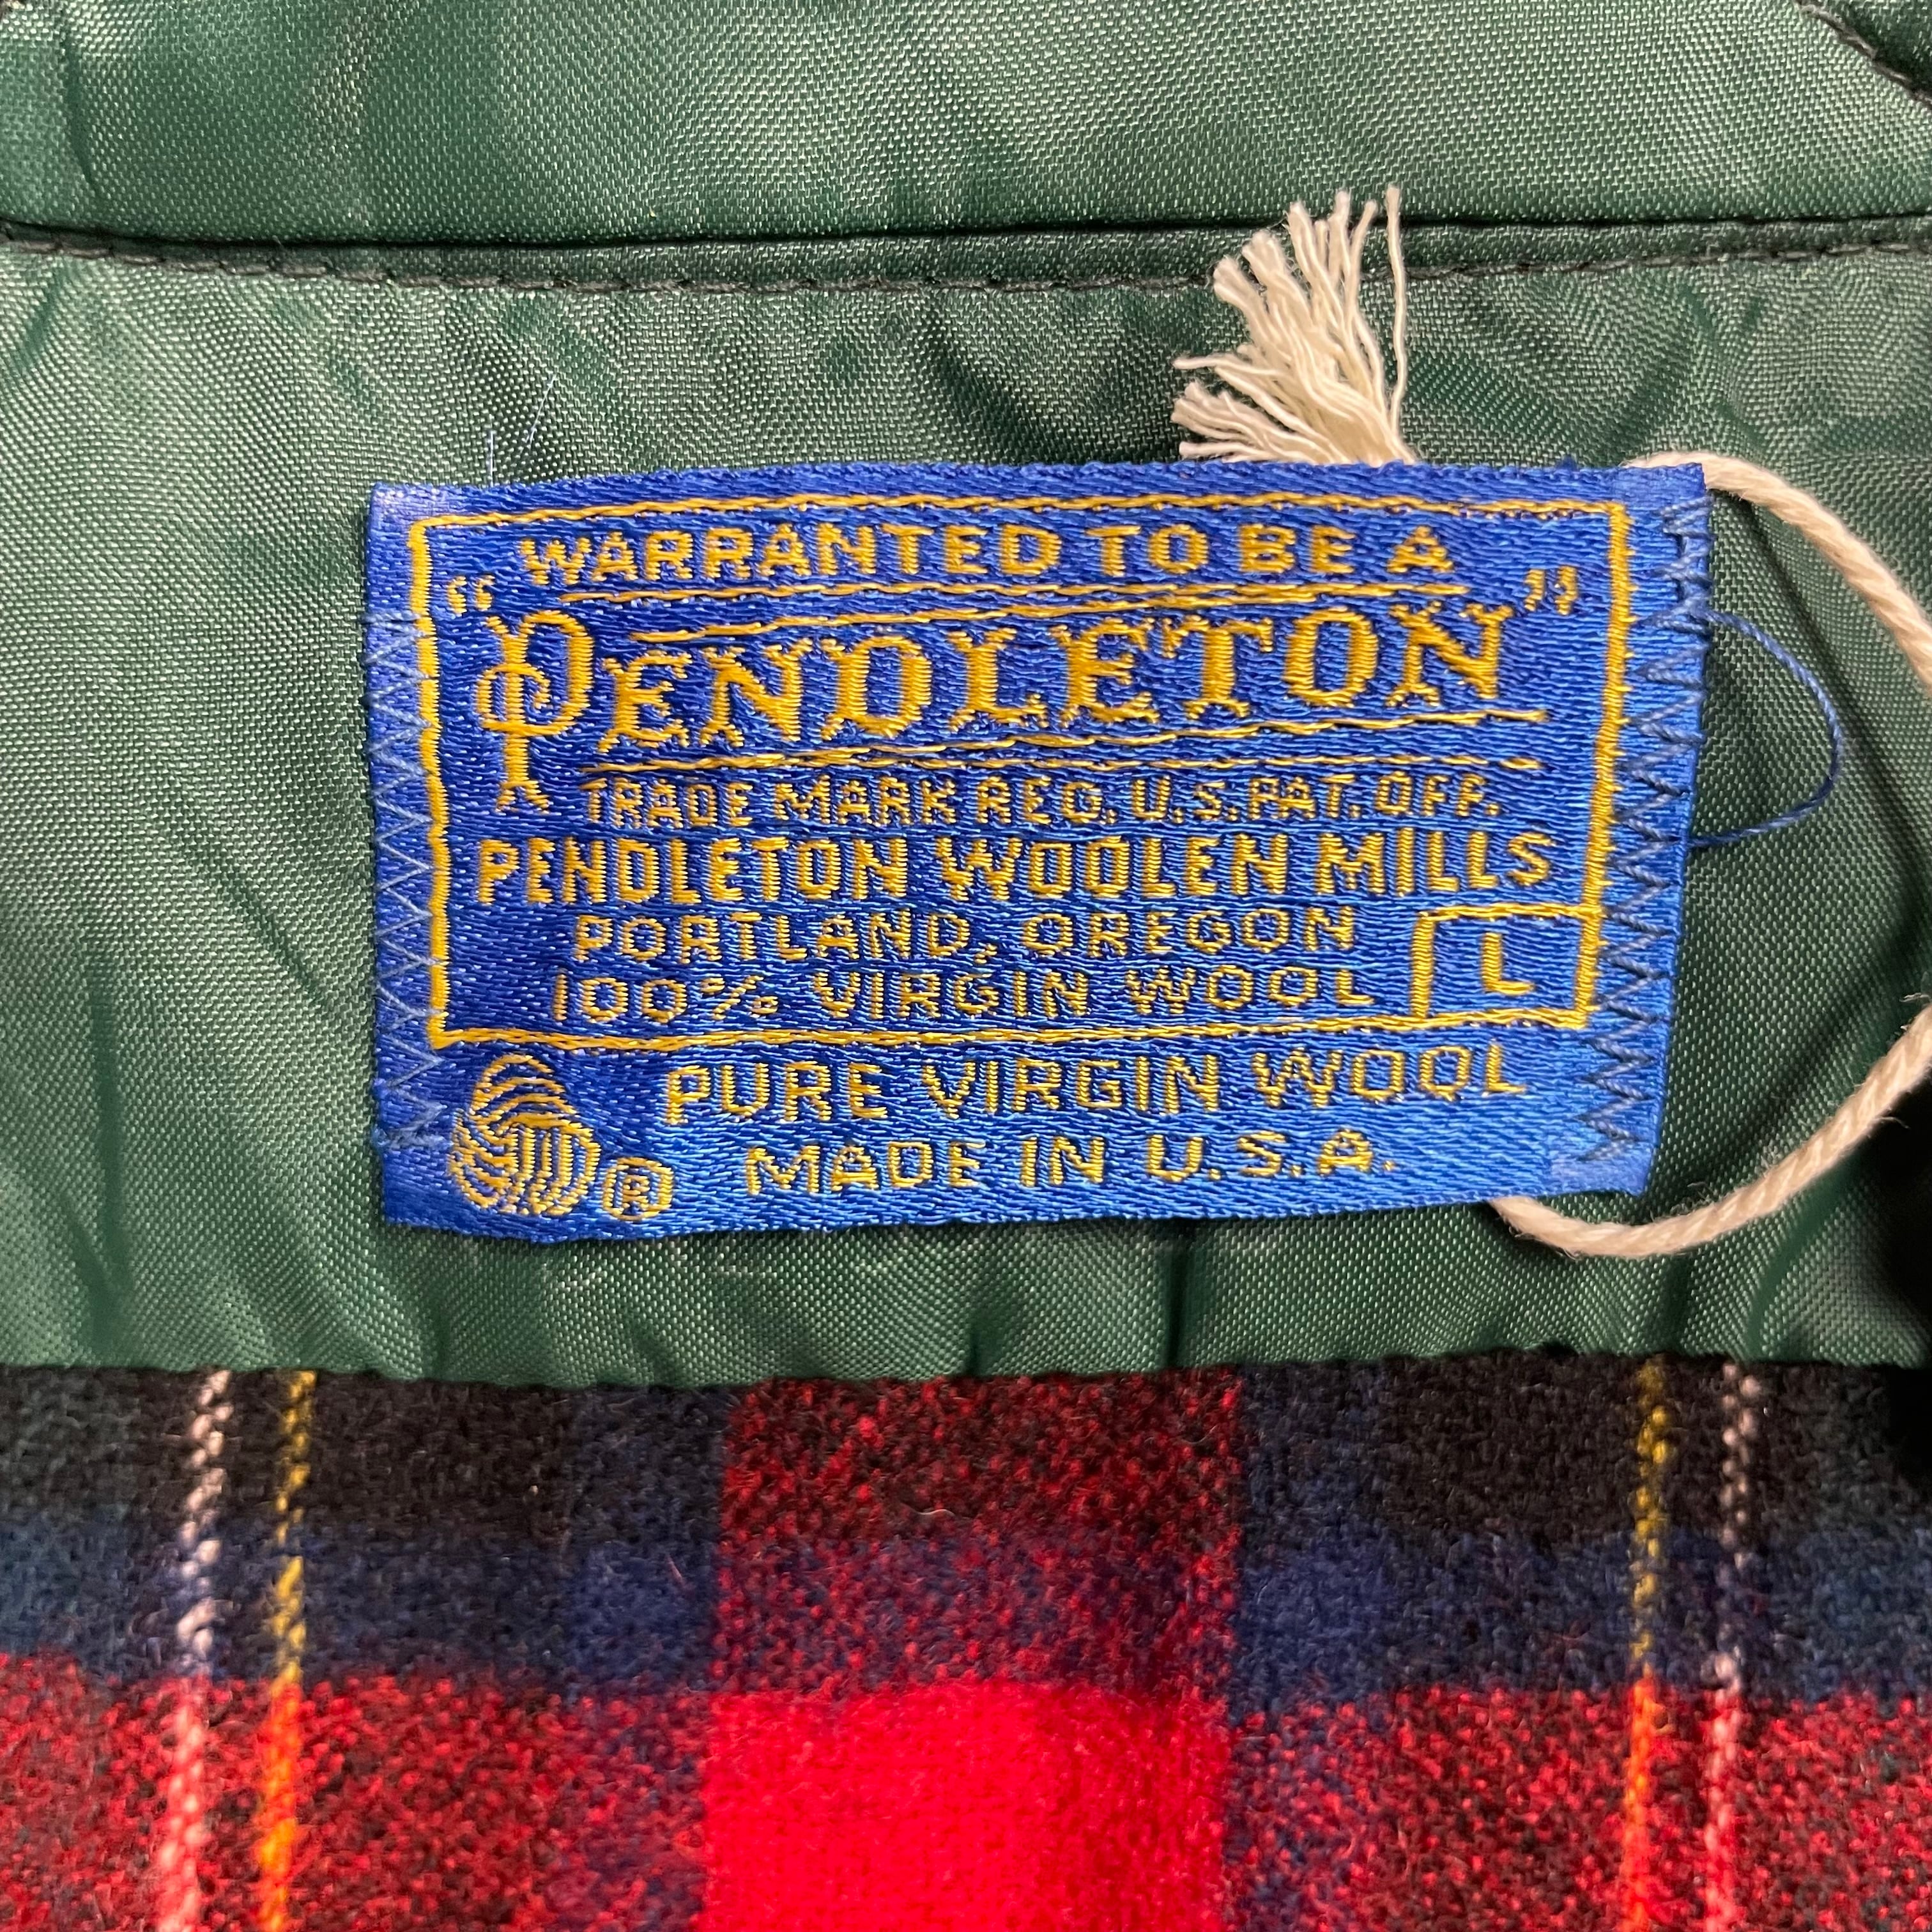 WARRANTED TO BE A
"PENDLETON"
TRADE MARK REG. U.S. PAT. OFF.
PENDLETON WOOLEN MILLS
PORTLAND, OREGON
100% VIRGIN WOOL L
PURE VIRGIN WOOL
® MADE IN U.S.A.